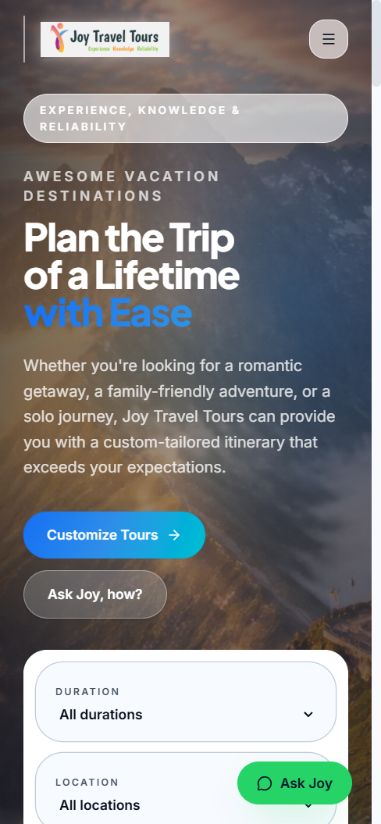 Joy Travel Tours
Experience Knowledge Reliability
EXPERIENCE, KNOWLEDGE &
RELIABILITY
AWESOME VACATION
DESTINATIONS
Plan the Trip
of a Lifetime
with Ease
Whether you're looking for a romantic
getaway, a family-friendly adventure, or a
solo journey, Joy Travel Tours can provide
you with a custom-tailored itinerary that
exceeds your expectations.
Customize Tours
Ask Joy, how?
DURATION
All durations
LOCATION
All locations
Ask Joy